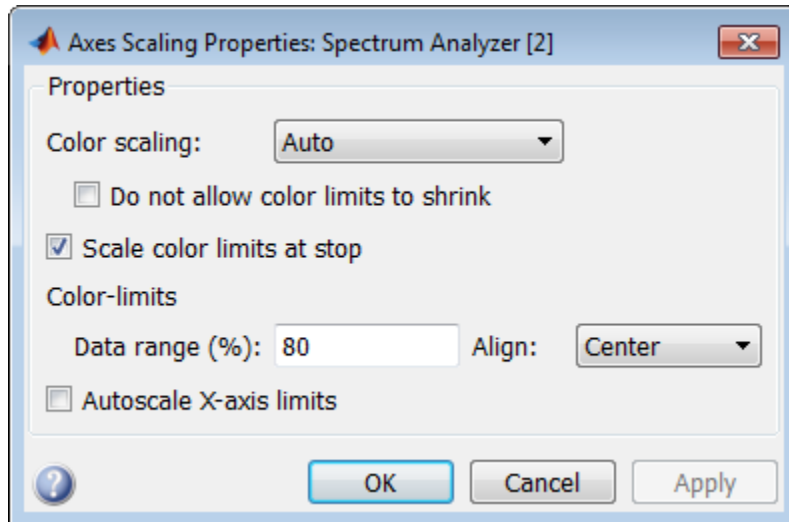 Axes Scaling Properties: Spectrum Analyzer [2]
Properties
Color scaling: Auto
Do not allow color limits to shrink
Scale color limits at stop
Color-limits
Data range (%): 80 Align: Center
Autoscale X-axis limits
? OK Cancel Apply